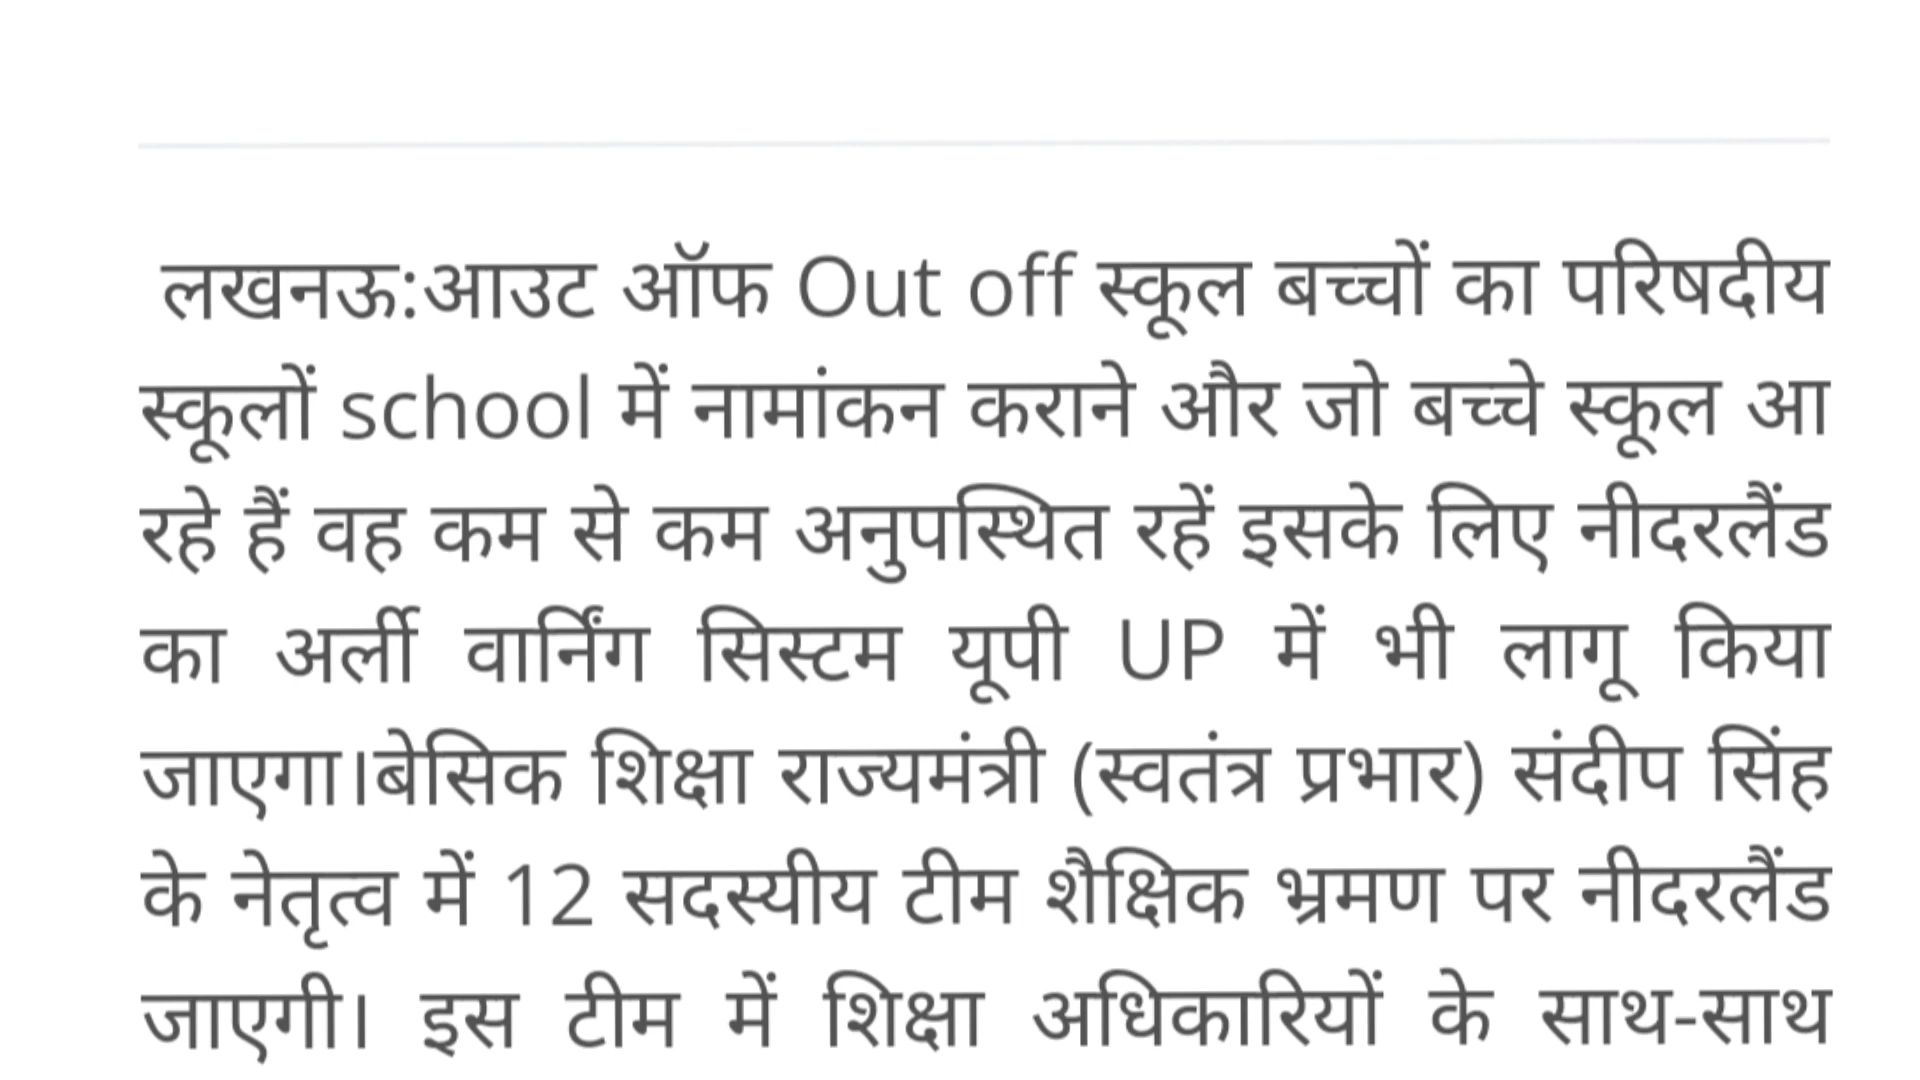 लखनऊ:आउट ऑफ Out off स्कूल बच्चों का परिषदीय
स्कूलों school में नामांकन कराने और जो बच्चे स्कूल आ
रहे हैं वह कम से कम अनुपस्थित रहें इसके लिए नीदरलैंड
का अर्ली वार्निंग सिस्टम यूपी UP में भी लागू किया
जाएगा।बेसिक शिक्षा राज्यमंत्री (स्वतंत्र प्रभार) संदीप सिंह
के नेतृत्व में 12 सदस्यीय टीम शैक्षिक भ्रमण पर नीदरलैंड
जाएगी। इस टीम में शिक्षा अधिकारियों के साथ-साथ